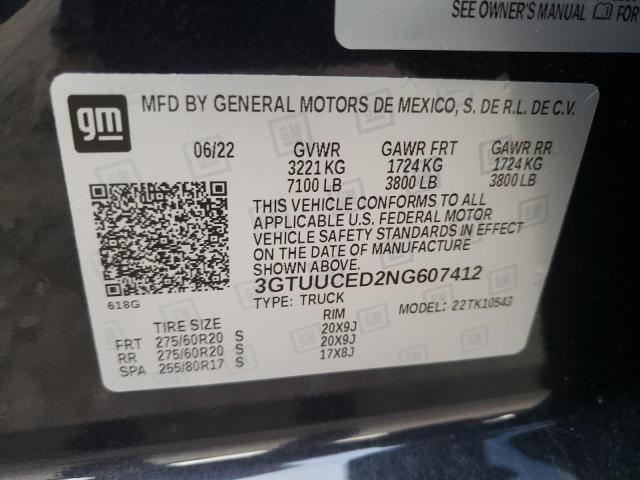 SEE OWNER'S MANUAL FOR
gm
MFD BY GENERAL MOTORS DE MEXICO, S. DE R.L. DE C.V.
06/22 GVWR GAWR FRT GAWR RR
3221 KG 1724 KG 1724 KG
7100 LB 3800 LB 3800 LB
THIS VEHICLE CONFORMS TO ALL
APPLICABLE U.S. FEDERAL MOTOR
VEHICLE SAFETY STANDARDS IN EFFECT
ON THE DATE OF MANUFACTURE
SHOWN ABOVE.
3GTUUCED2NG607412
618G
TYPE: TRUCK MODEL: 22TK10543
TIRE SIZE RIM
FRT 275/60R20 S 20X9J
RR 275/60R20 S 20X9J
SPA 255/80R17 S 17X8J